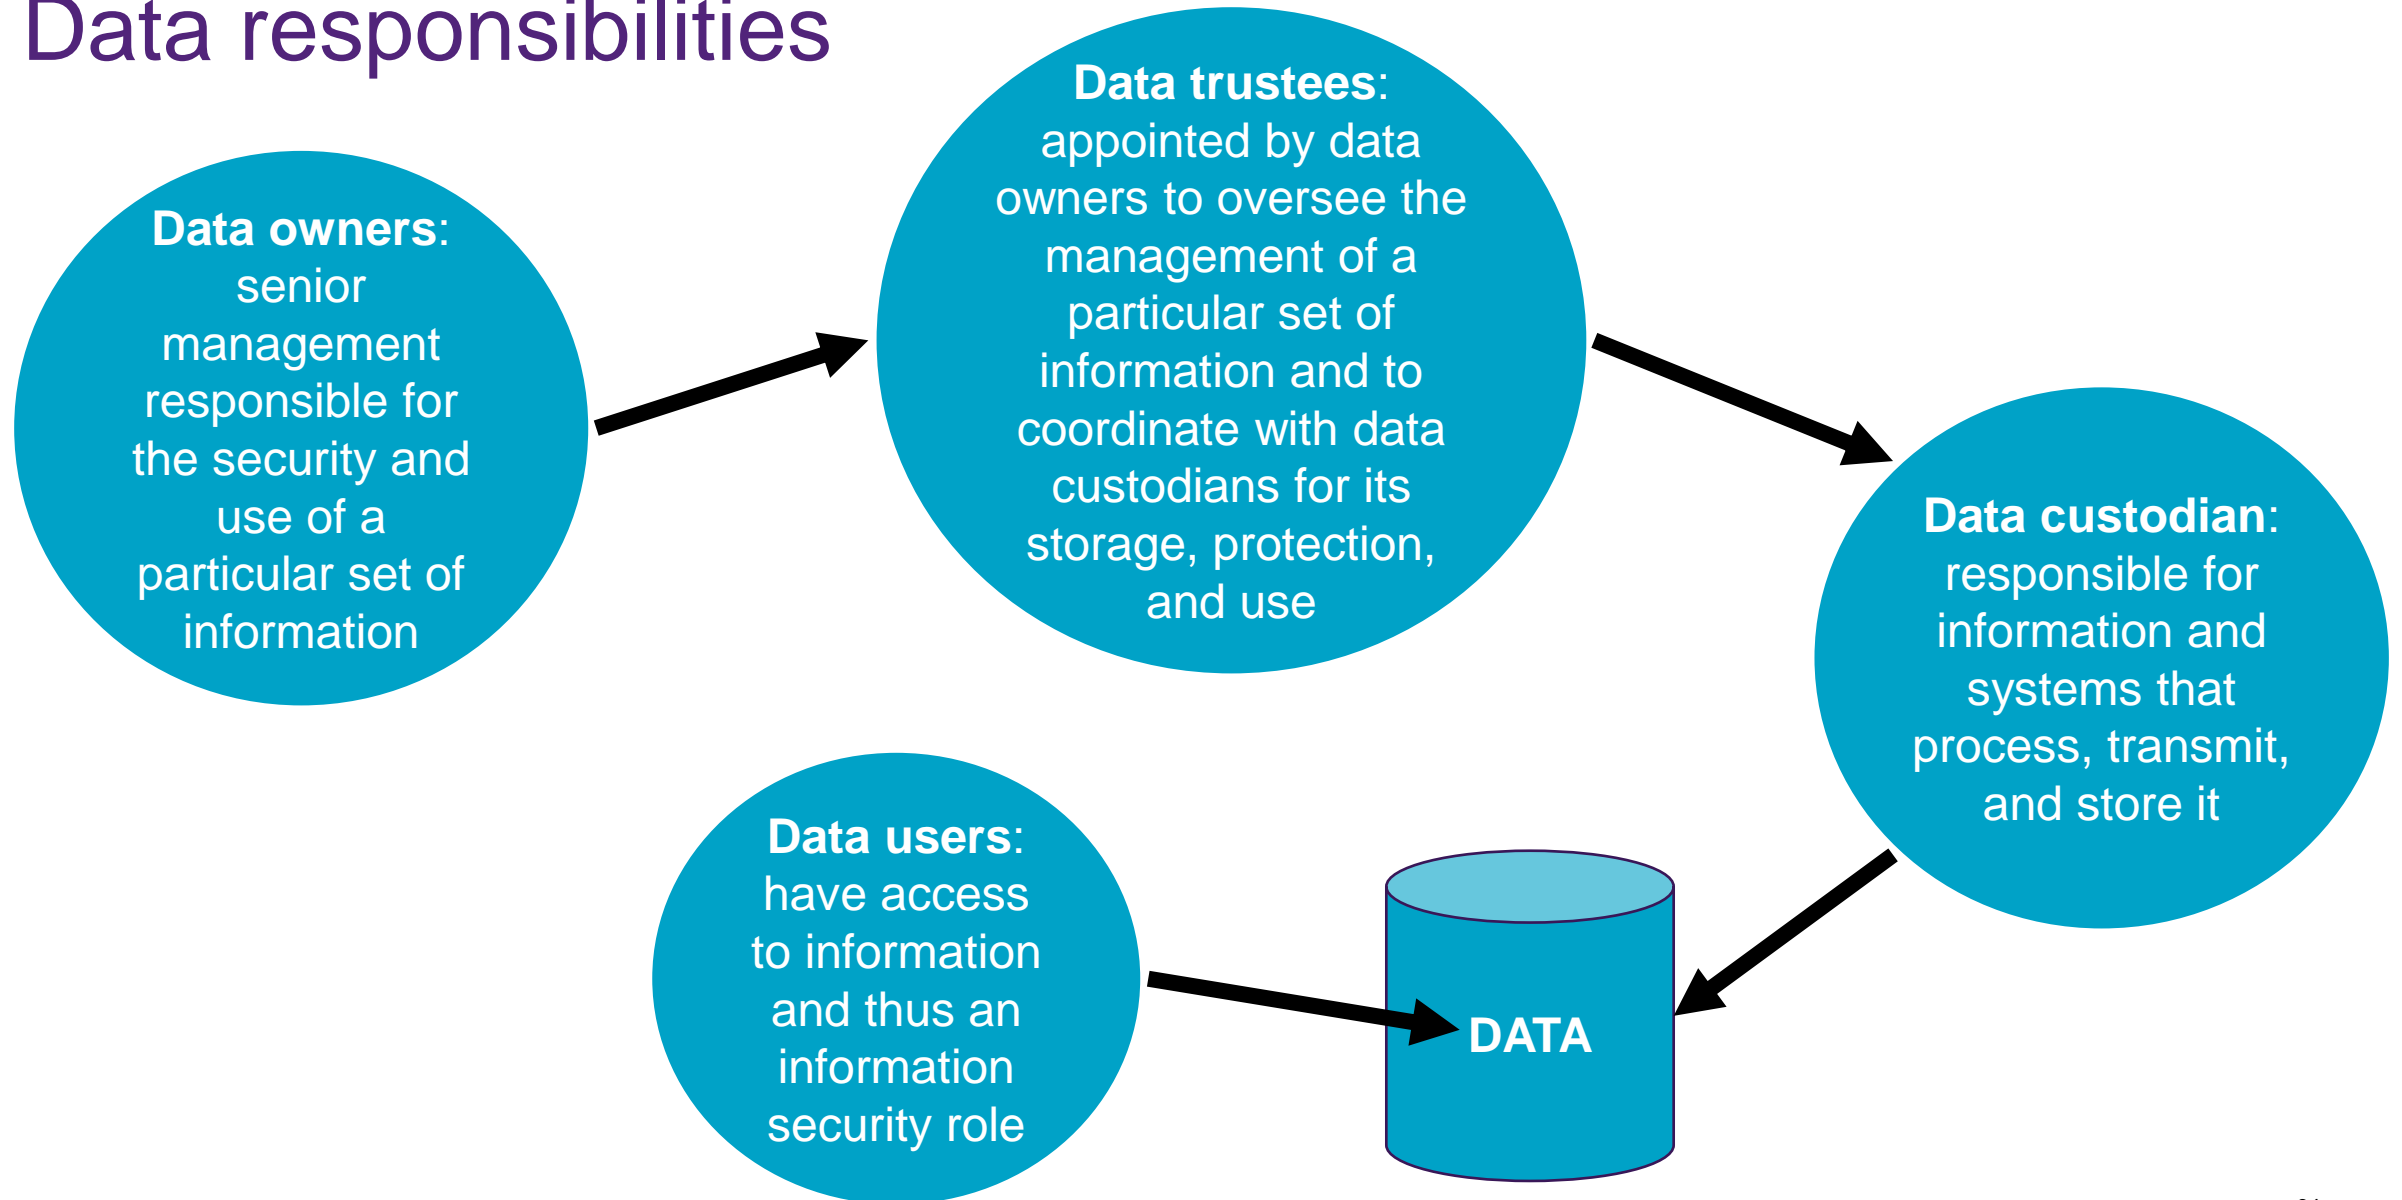 Data responsibilities
Data owners:
senior
management
responsible for
the security and
use of a
particular set of
information
Data trustees:
appointed by data
owners to oversee the
management of a
particular set of
information and to
coordinate with data
custodians for its
storage, protection,
and use
Data custodian:
responsible for
information and
systems that
process, transmit,
and store it
Data users:
have access
to information
and thus an
information
security role
DATA